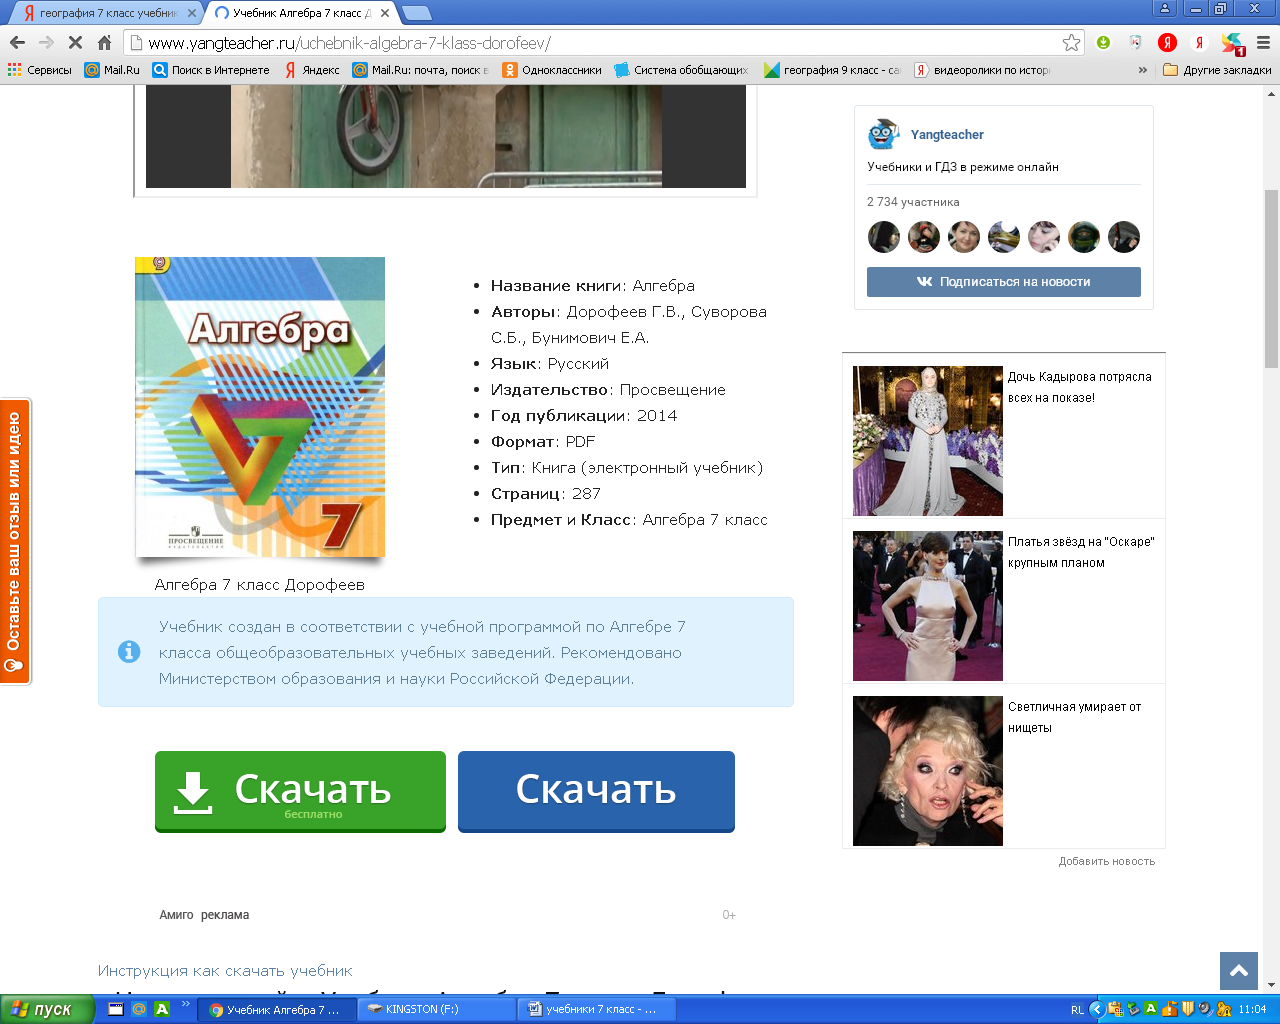 география 7 класс учебник
Учебник Алгебра 7 класс Д
www.yangteacher.ru/uchebnik-algebra-7-klass-dorofeev/
Сервисы
Mail.Ru
Поиск в Интернете
Яндекс
Mail.Ru: почта, поиск в
Одноклассники
Система обобщающих
география 9 класс - са
видеоролики по истор
»
Другие закладки
Yangteacher
Учебники и ГДЗ в режиме онлайн
2 734 участника
Подписаться на новости
Алгебра
7
ПРОСВЕЩЕНИЕ
ИЗДАТЕЛЬСТВО
Алгебра 7 класс Дорофеев
• Название книги: Алгебра
• Авторы: Дорофеев Г.В., Суворова
С.Б., Бунимович Е.А.
• Язык: Русский
• Издательство: Просвещение
• Год публикации: 2014
• Формат: PDF
• Тип: Книга (электронный учебник)
• Страниц: 287
• Предмет и Класс: Алгебра 7 класс
Оставьте ваш отзыв или идею
Учебник создан в соответствии с учебной программой по Алгебре 7
класса общеобразовательных учебных заведений. Рекомендовано
Министерством образования и науки Российской Федерации.
Скачать
бесплатно
Скачать
Дочь Кадырова потрясла
всех на показе!
Платья звёзд на "Оскаре"
крупным планом
Светличная умирает от
нищеты
Добавить новость
Амиго реклама
0+
Инструкция как скачать учебник
пуск
Учебник Алгебра 7 ...
KINGSTON (F:)
учебники 7 класс - ...
RL
11:04